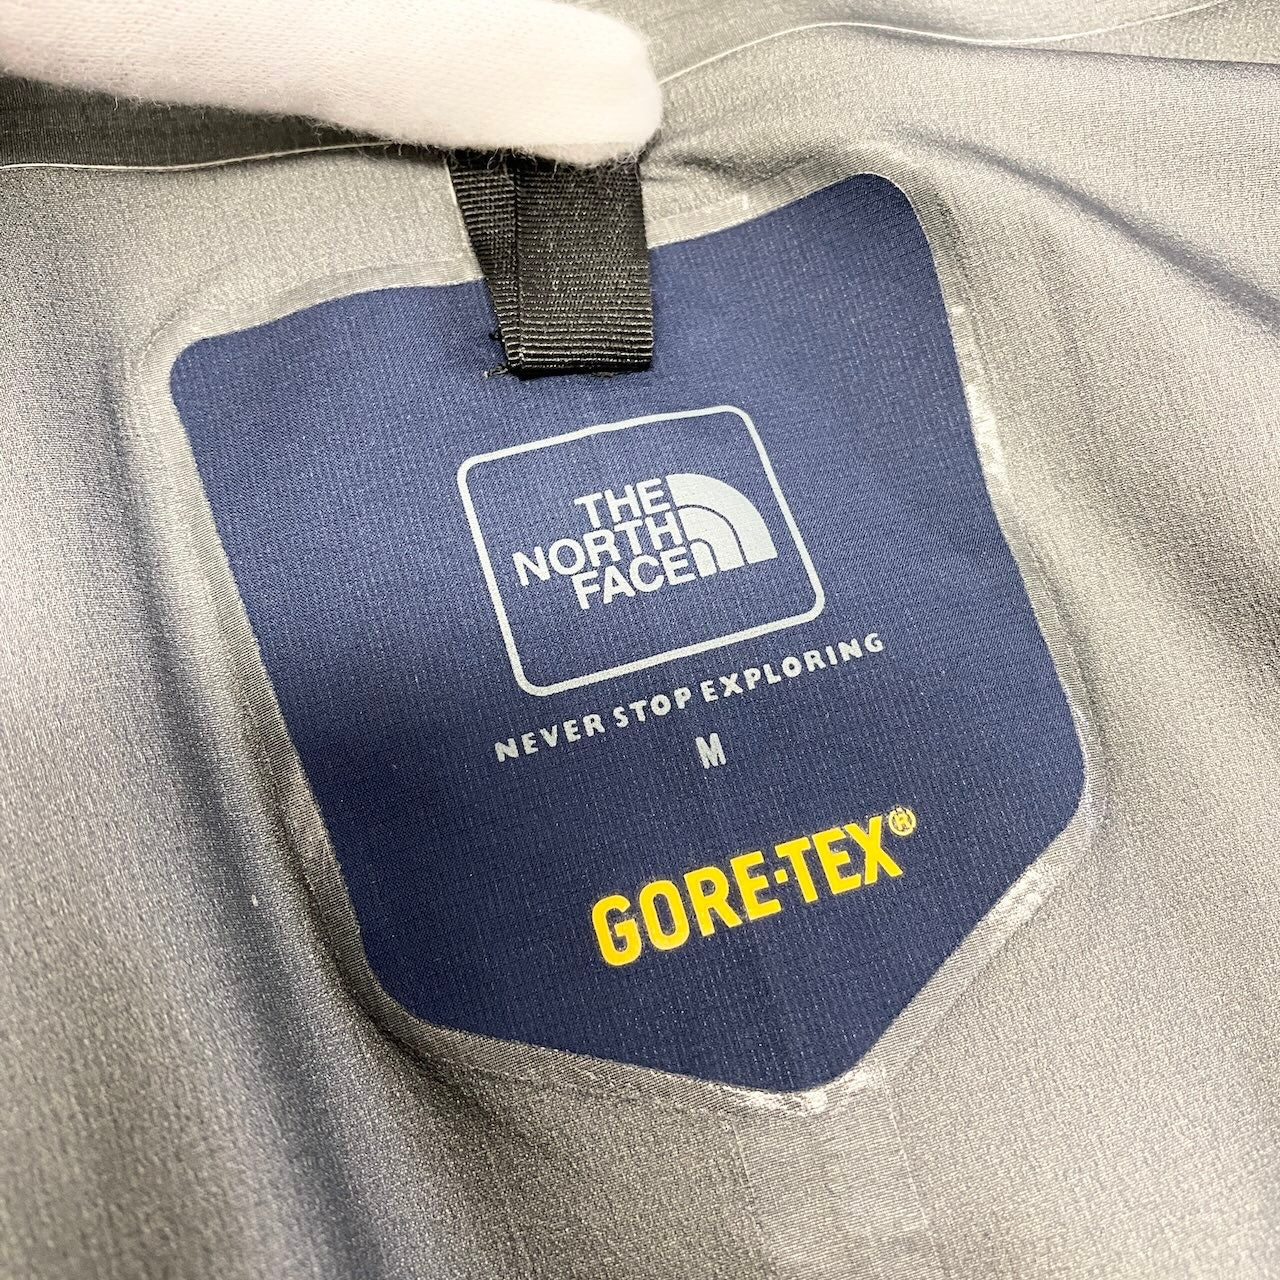 THE
NORTH
FACE
NEVER STOP EXPLORING
M
GORE-TEX®